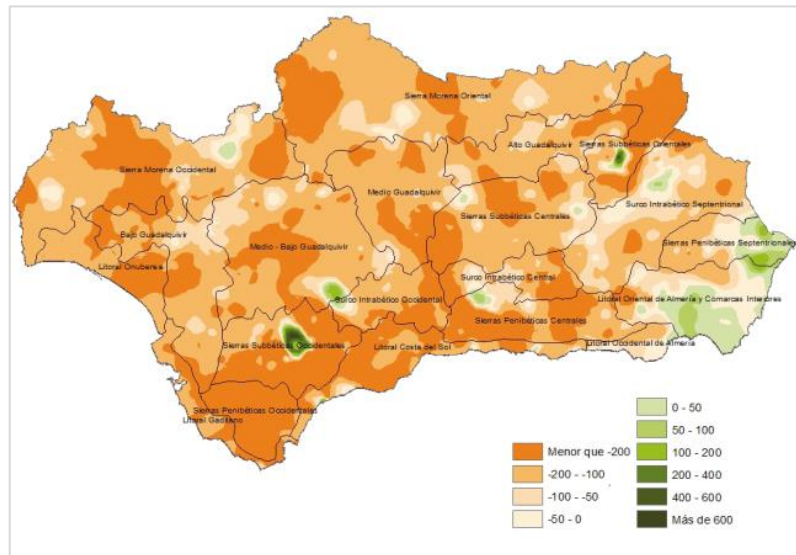 Sierra Morena Oriental
Alto Guadalquivir
Sierras Subbéticas Orientales
Sierra Morena Occidental
Medio Guadalquivir
Surco Intrabético Septentrional
Sierras Subbéticas Centrales
Bajo Guadalquivir
Medio - Bajo Guadalquivir
Sierras Penibéticas Septentrionales
Litoral Onubense
Surco Intrabético Central
Surco Intrabético Occidental
Litoral Oriental de Almería y Comarcas Interiores
Sierras Penibéticas Centrales
Sierras Subbéticas Occidentales
Litoral Costa del Sol
Litoral Occidental de Almería
Sierras Penibéticas Occidentales
Litoral Gaditano
Menor que -200
-200 - -100
-100 - -50
-50 - 0
0 - 50
50 - 100
100 - 200
200 - 400
400 - 600
Más de 600